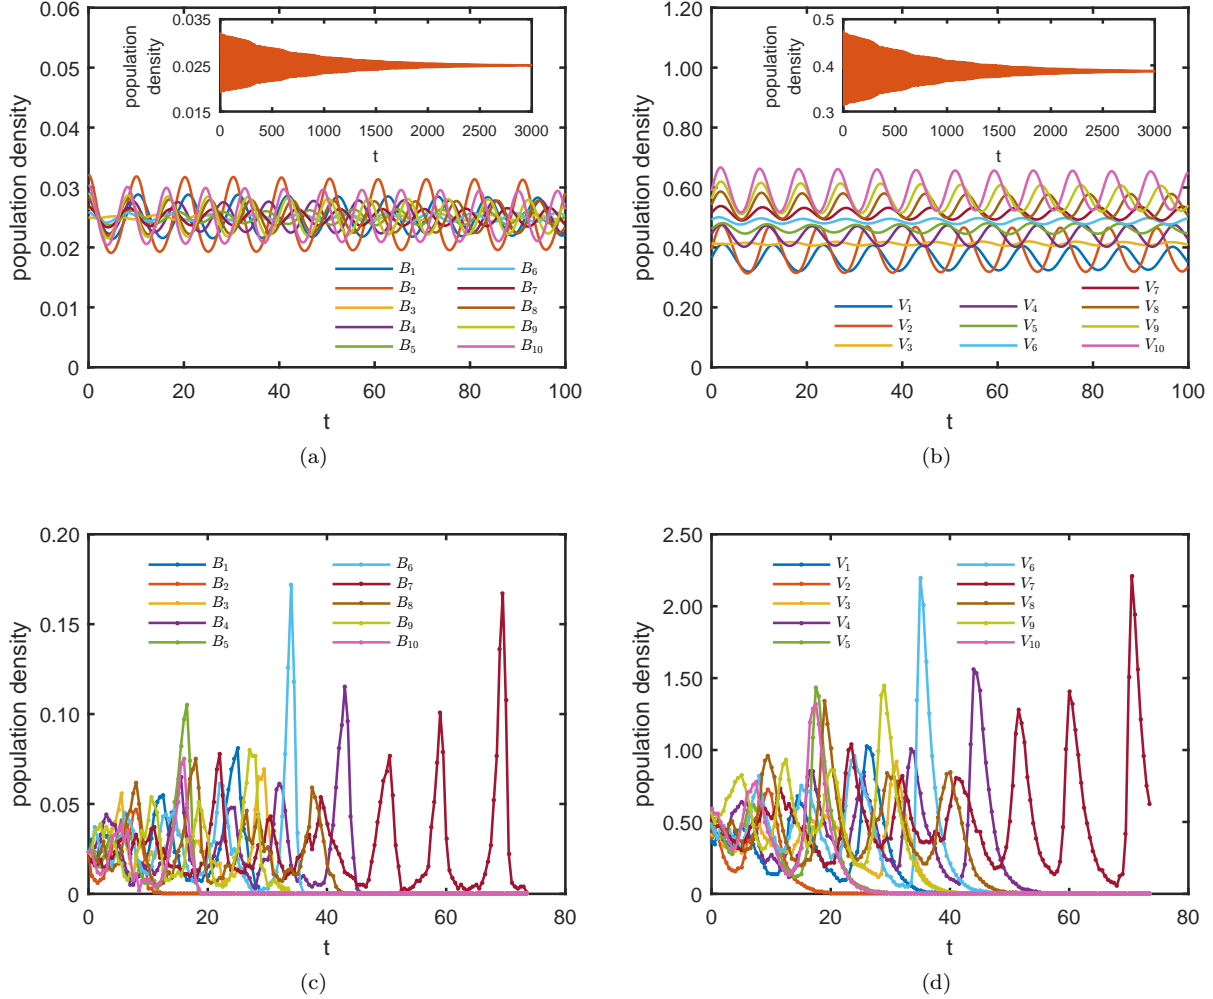 0.06
0.05
0.04
0.03
0.02
0.01
0
population density
0.035
0.025
0.015
population
density
0 500 1000 1500 2000 2500 3000
t
B1 B6
B2 B7
B3 B8
B4 B9
B5 B10
0 20 40 60 80 100
t
(a)
1.20
1.00
0.80
0.60
0.40
0.20
0
population density
0.5
0.4
0.3
population
density
0 500 1000 1500 2000 2500 3000
t
V7
V1 V4 V8
V2 V5 V9
V3 V6 V10
0 20 40 60 80 100
t
(b)
0.20
0.15
0.10
0.05
0
population density
B1 B6
B2 B7
B3 B8
B4 B9
B5 B10
0 20 40 60 80
t
(c)
2.50
2.00
1.50
1.00
0.50
0
population density
V1 V6
V2 V7
V3 V8
V4 V9
V5 V10
0 20 40 60 80
t
(d)